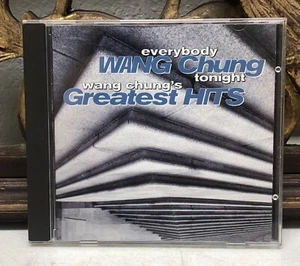 everybody
WANG Chung
tonight
wang chung's
Greatest HITS